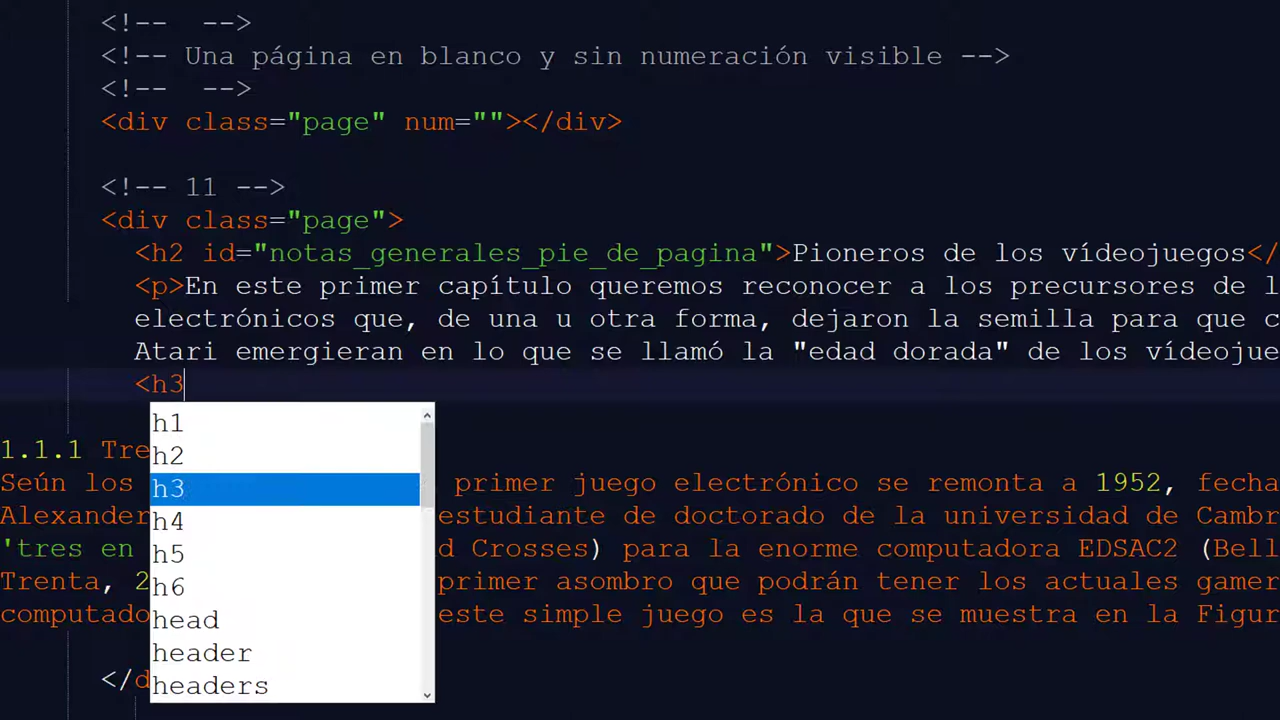 <!--  -->
<!-- Una página en blanco y sin numeración visible -->
<!--  -->
<div class="page" num=""></div>
<!-- 11 -->
<div class="page">
<h2 id="notas_generales_pie_de_pagina">Pioneros de los vídeojuegos</
<p>En este primer capítulo queremos reconocer a los precursores de l
electrónicos que, de una u otra forma, dejaron la semilla para que c
Atari emergieran en lo que se llamó la "edad dorada" de los vídeojue
<h3
h1
1.1.1 Tre
h2
Seún los
h3
primer juego electrónico se remonta a 1952, fecha
Alexander
h4
estudiante de doctorado de la universidad de Cambr
'tres en
h5
d Crosses) para la enorme computadora EDSAC2 (Bell
Trenta, 2
h6
primer asombro que podrán tener los actuales gamer
computado
head
este simple juego es la que se muestra en la Figur
header
</d
headers